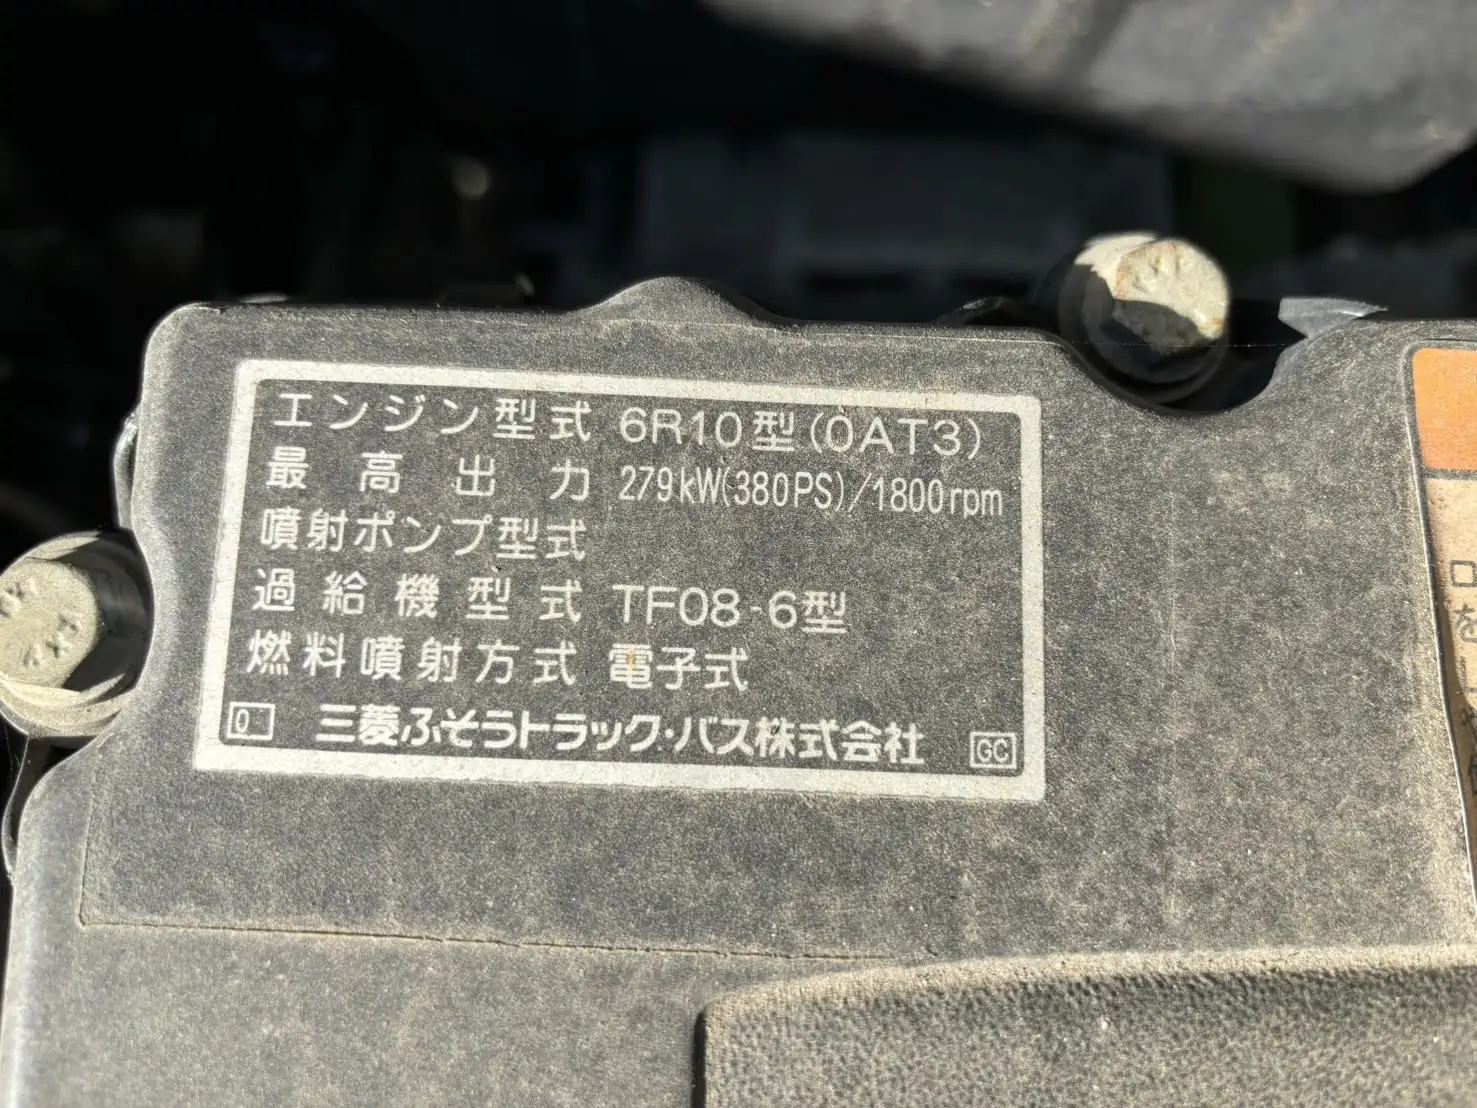 エンジン型式 6R10型(0AT3)
最高出力 279kW(380PS)/1800rpm
噴射ポンプ型式
過給機型式 TF08-6型
燃料噴射方式 電子式
0 三菱ふそうトラック・バス株式会社 GC
ロ
を